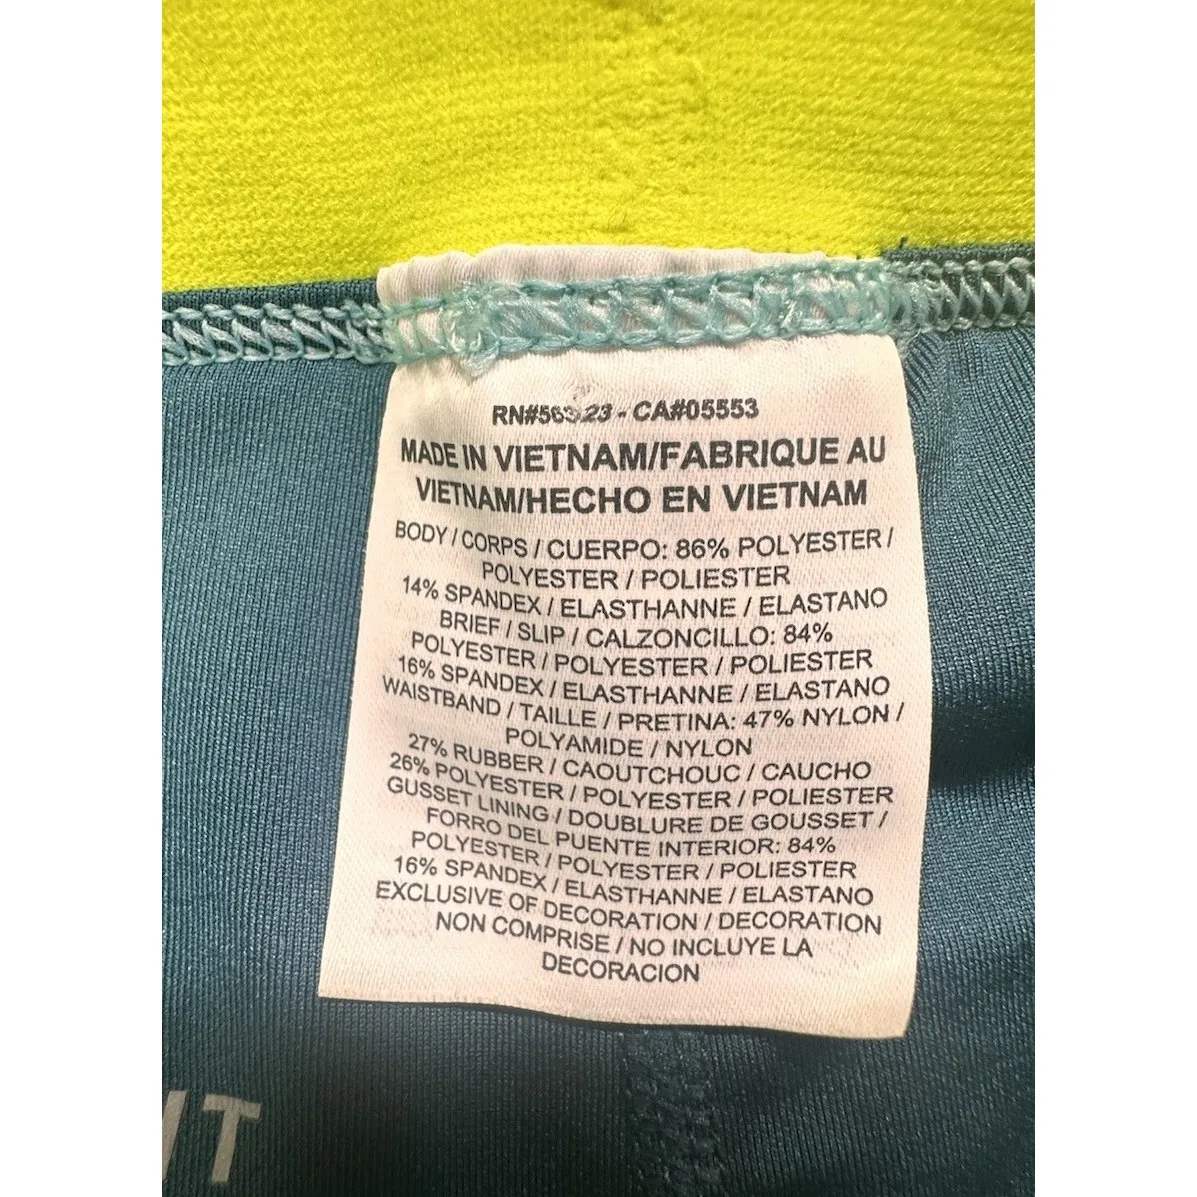 CA#05553
MADE IN VIETNAM/FABRIQUE AU
VIETNAM/HECHO EN VIETNAM
BODY / CORPS / CUERPO: 86% POLYESTER /
POLYESTER / POLIESTER
14% SPANDEX / ELASTHANNE / ELASTANO
BRIEF / SLIP / CALZONCILLO: 84%
POLYESTER / POLYESTER / POLIESTER
16% SPANDEX / ELASTHANNE / ELASTANO
WAISTBAND / TAILLE / PRETINA: 47% NYLON /
POLYAMIDE / NYLON
27% RUBBER / CAOUTCHOUC / CAUCHO
26% POLYESTER / POLYESTER / POLIESTER
GUSSET LINING / DOUBLURE DE GOUSSET /
FORRO DEL PUENTE INTERIOR: 84%
POLYESTER / POLYESTER / POLIESTER
16% SPANDEX / ELASTHANNE / ELASTANO
EXCLUSIVE OF DECORATION / DECORATION
NON COMPRISE / NO INCLUYE LA
DECORACION